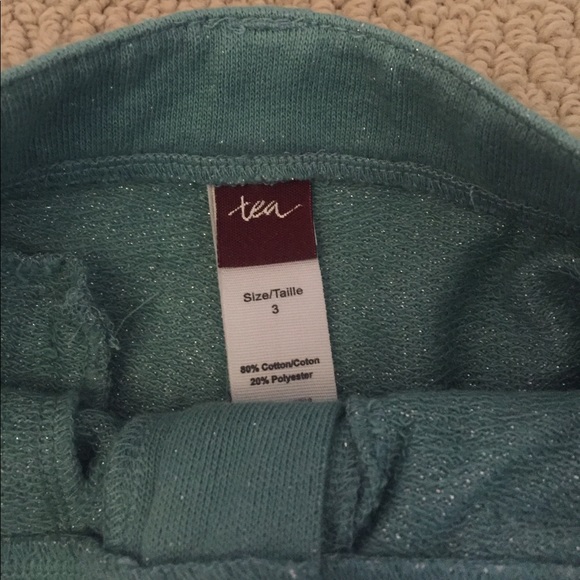 tea
Size/Taille
3
80% Cotton/Coton
20% Polyester